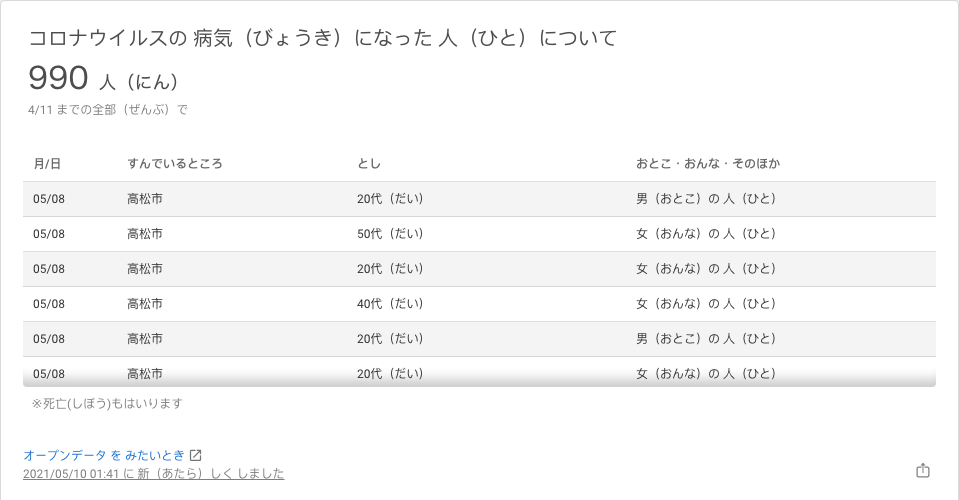 コロナウイルスの 病気（びょうき）になった 人（ひと）について
990 人（にん）
4/11 までの全部（ぜんぶ）で
月/日 すんでいるところ とし おとこ・おんな・そのほか
05/08 高松市 20代（だい） 男（おとこ）の 人（ひと）
05/08 高松市 50代（だい） 女（おんな）の 人（ひと）
05/08 高松市 20代（だい） 女（おんな）の 人（ひと）
05/08 高松市 40代（だい） 女（おんな）の 人（ひと）
05/08 高松市 20代（だい） 男（おとこ）の 人（ひと）
05/08 高松市 20代（だい） 女（おんな）の 人（ひと）
※死亡(しぼう)もはいります
オープンデータ を みたいとき
2021/05/10 01:41 に 新（あたら）しく しました